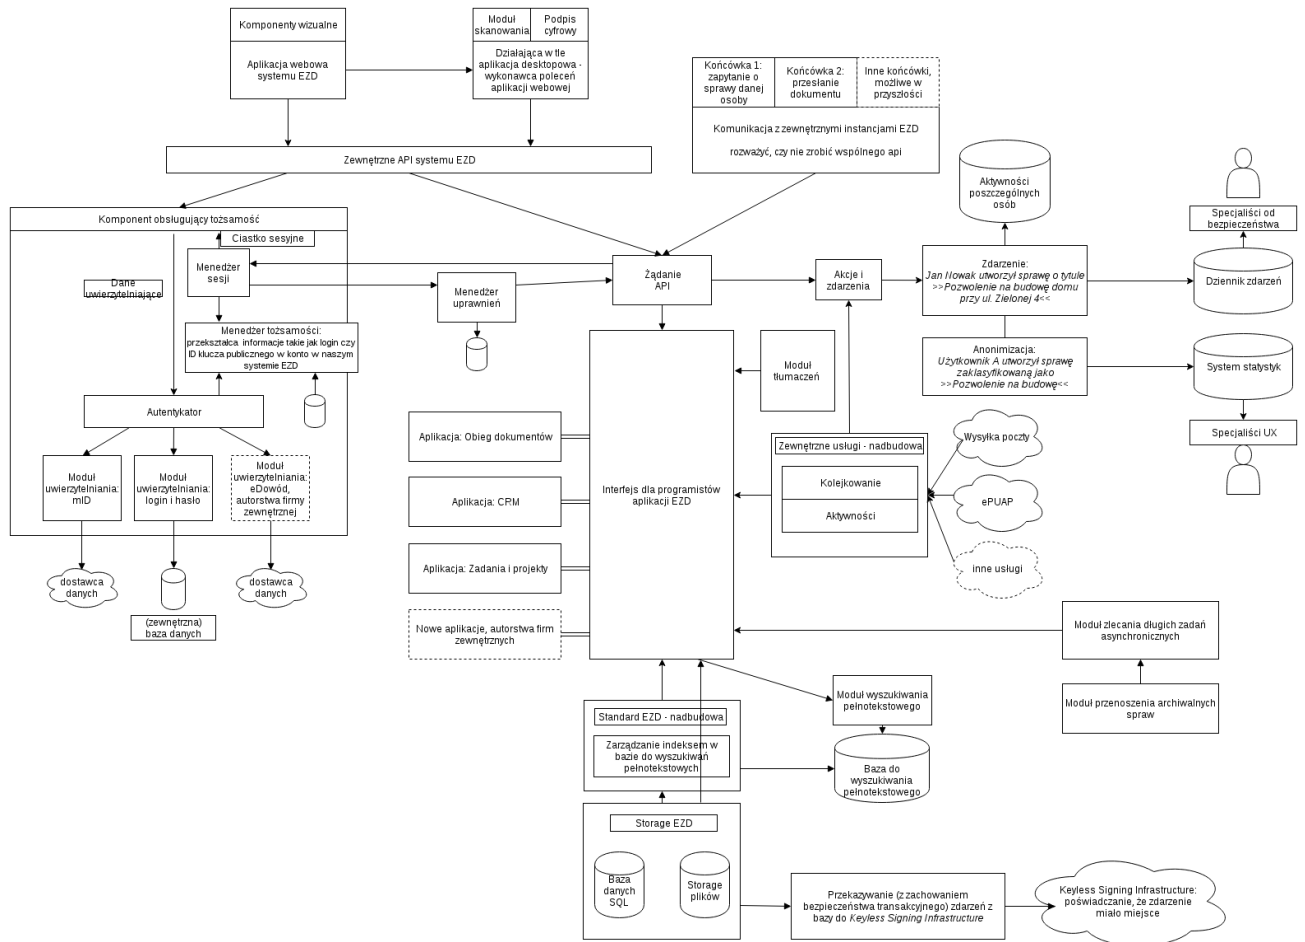 Komponenty wizualne
Aplikacja webowa
systemu EZD
Moduł
skanowania
Podpis
cyfrowy
Działająca w tle
aplikacja desktopowa -
wykonawca poleceń
aplikacji webowej
Końcówka 1:
zapytanie o
sprawy danej
osoby
Końcówka 2:
przesłanie
dokumentu
Inne końcówki,
możliwe w
przyszłości
Komunikacja z zewnętrznymi instancjami EZD
rozważyć, czy nie zrobić wspólnego api
Zewnętrzne API systemu EZD
Komponent obsługujący tożsamość
Ciastko sesyjne
Menedżer
sesji
Dane
uwierzytelniające
Menedżer
uprawnień
Menedżer tożsamości:
przekształca informacje takie jak login czy
ID klucza publicznego w konto w naszym
systemie EZD
Autentykator
Moduł
uwierzytelniania:
mID
Moduł
uwierzytelniania:
login i hasło
Moduł
uwierzytelniania:
eDowód,
autorstwa firmy
zewnętrznej
dostawca
danych
(zewnętrzna)
baza danych
dostawca
danych
Żądanie
API
Akcje i
zdarzenia
Aktywności
poszczególnych
osób
Zdarzenie:
Jan Nowak utworzył sprawę o tytule
>>Pozwolenie na budowę domu
przy ul. Zielonej 4<<
Anonimizacja:
Użytkownik A utworzył sprawę
zaklasyfikowaną jako
>>Pozwolenie na budowę<<
Specjaliści od
bezpieczeństwa
Dziennik zdarzeń
System statystyk
Specjaliści UX
Moduł
tłumaczeń
Aplikacja: Obieg dokumentów
Aplikacja: CRM
Aplikacja: Zadania i projekty
Nowe aplikacje, autorstwa firm
zewnętrznych
Interfejs dla programistów
aplikacji EZD
Zewnętrzne usługi - nadbudowa
Kolejkowanie
Aktywności
Wysyłka poczty
ePUAP
inne usługi
Moduł zlecania długich zadań
asynchronicznych
Moduł przenoszenia archiwalnych
spraw
Moduł wyszukiwania
pełnotekstowego
Baza do
wyszukiwania
pełnotekstowego
Standard EZD - nadbudowa
Zarządzanie indeksem w
bazie do wyszukiwań
pełnotekstowych
Storage EZD
Baza
danych
SQL
Storage
plików
Przekazywanie (z zachowaniem
bezpieczeństwa transakcyjnego) zdarzeń z
bazy do Keyless Signing Infrastructure
Keyless Signing Infrastructure:
poświadczanie, że zdarzenie
miało miejsce